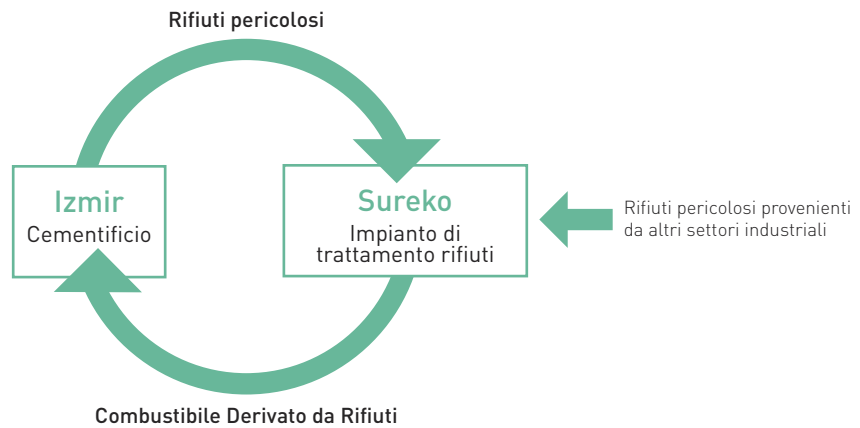 Rifiuti pericolosi
Izmir
Cementificio
Sureko
Impianto di
trattamento rifiuti
Rifiuti pericolosi provenienti
da altri settori industriali
Combustibile Derivato da Rifiuti